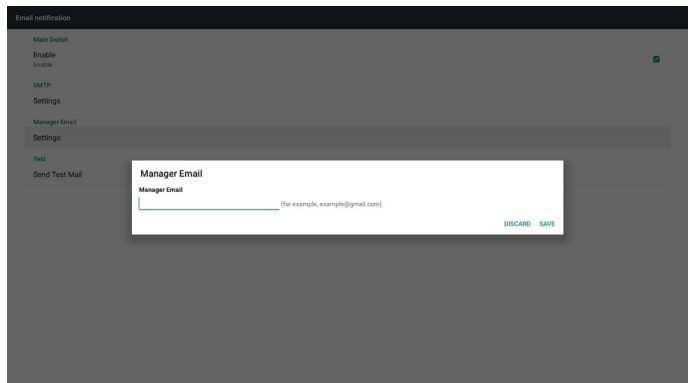 Email notification
Main Switch
Enable
Enable
SMTP
Settings
Manager Email
Settings
Test
Send Test Mail
Manager Email
Manager Email
(for example, example@gmail.com)
DISCARD SAVE